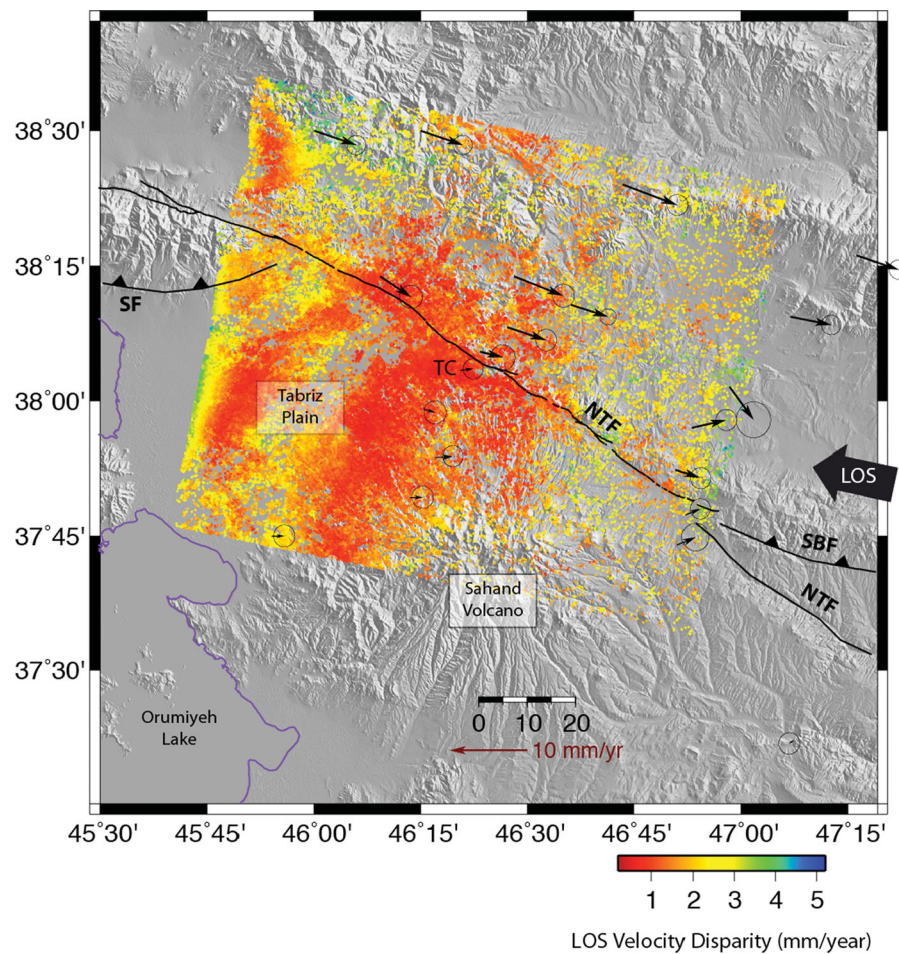 38°30'
38°15'
SF
TC
38°00'
Tabriz
Plain
NTF
LOS
37°45'
SBF
Sahand
Volcano
NTF
37°30'
Orumiyeh
Lake
0 10 20
10 mm/yr
45°30' 45°45' 46°00' 46°15' 46°30' 46°45' 47°00' 47°15'
1 2 3 4 5
LOS Velocity Disparity (mm/year)